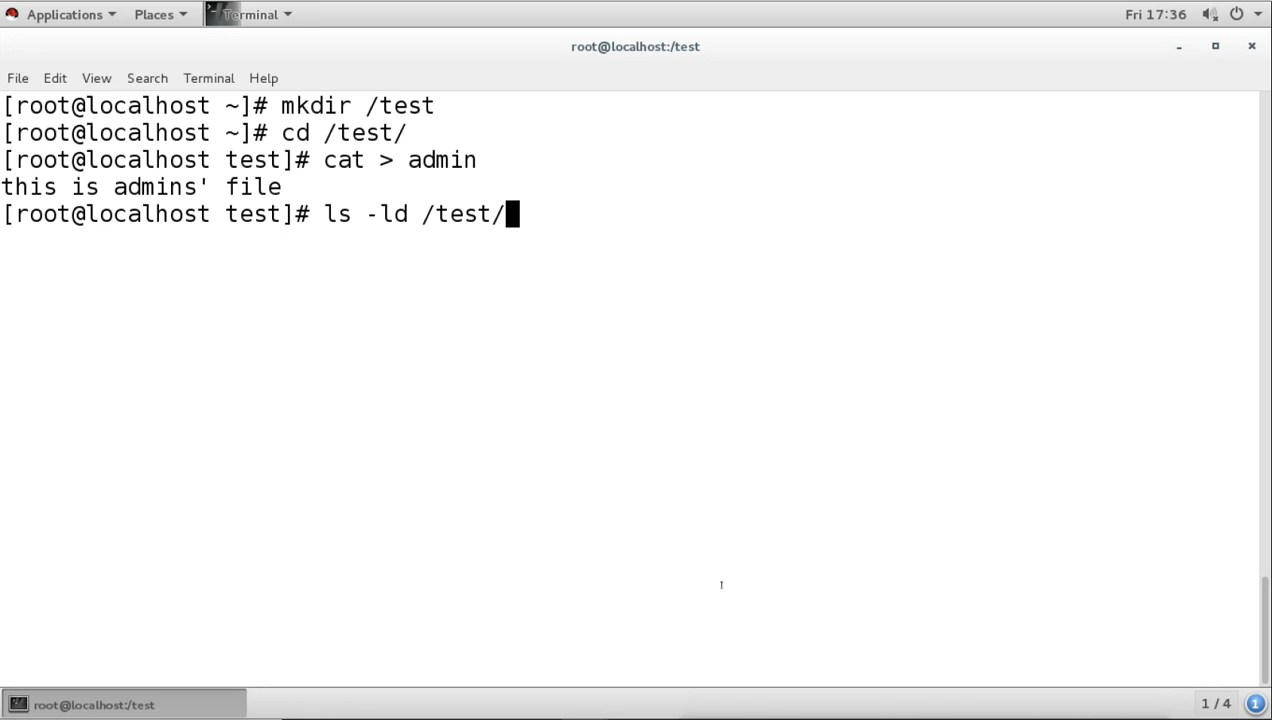 Applications Places Terminal Fri 17:36
root@localhost:/test
File Edit View Search Terminal Help
[root@localhost ~]# mkdir /test
[root@localhost ~]# cd /test/
[root@localhost test]# cat > admin
this is admins' file
[root@localhost test]# ls -ld /test/
root@localhost:/test 1 / 4 1